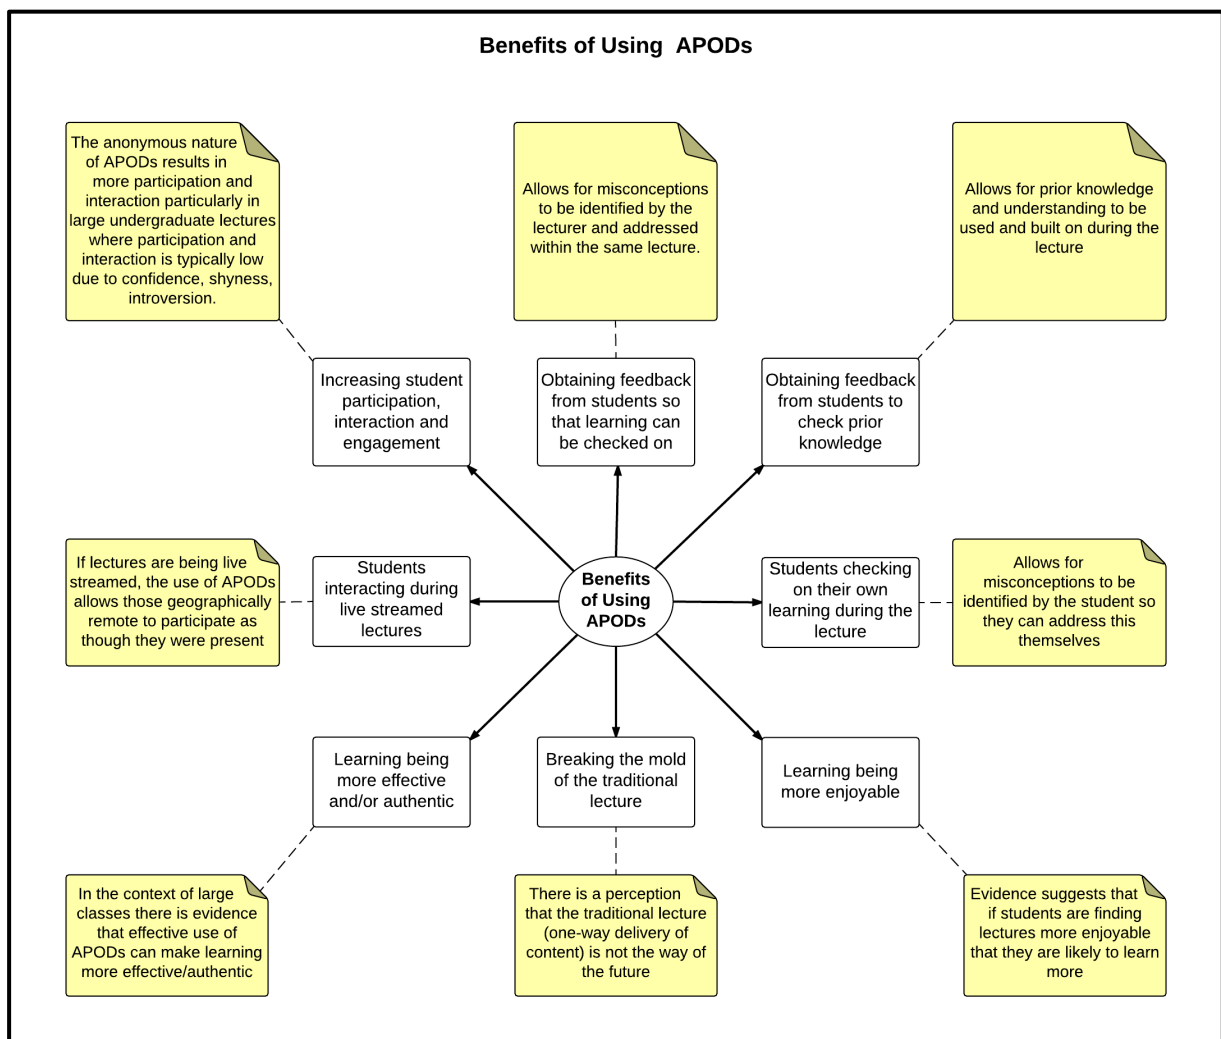 Benefits of Using  APODs
The anonymous nature
of APODs results in
more participation and
interaction particularly in
large undergraduate lectures
where participation and
interaction is typically low
due to confidence, shyness,
introversion.
Allows for misconceptions
to be identified by the
lecturer and addressed
within the same lecture.
Allows for prior knowledge
and understanding to be
used and built on during the
lecture
Increasing student
participation,
interaction and
engagement
Obtaining feedback
from students so
that learning can
be checked on
Obtaining feedback
from students to
check prior
knowledge
If lectures are being live
streamed, the use of APODs
allows those geographically
remote to participate as
though they were present
Students
interacting during
live streamed
lectures
Benefits
of Using
APODs
Students checking
on their own
learning during the
lecture
Allows for
misconceptions to be
identified by the student so
they can address this
themselves
Learning being
more effective
and/or authentic
Breaking the mold
of the traditional
lecture
Learning being
more enjoyable
In the context of large
classes there is evidence
that effective use of
APODs can make learning
more effective/authentic
There is a perception
that the traditional lecture
(one-way delivery of
content) is not the way of
the future
Evidence suggests that
if students are finding
lectures more enjoyable
that they are likely to learn
more